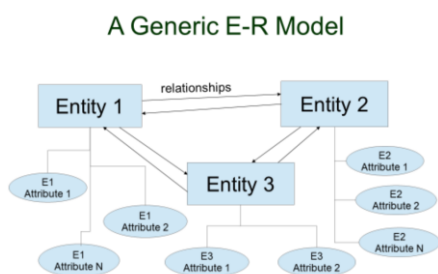 A Generic E-R Model
relationships
Entity 1
Entity 2
Entity 3
E1
Attribute 1
E1
Attribute 2
E1
Attribute N
E3
Attribute 1
E3
Attribute 2
E2
Attribute 1
E2
Attribute 2
E2
Attribute N